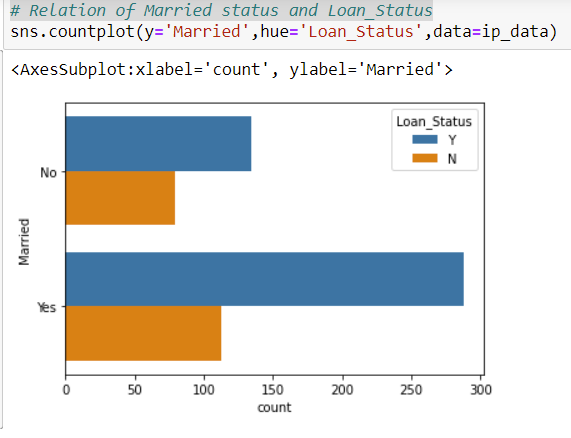 # Relation of Married status and Loan_Status
sns.countplot(y='Married',hue='Loan_Status',data=ip_data)
<AxesSubplot:xlabel='count', ylabel='Married'>
Loan_Status
Y
N
No
Married
Yes
0 50 100 150 200 250 300
count